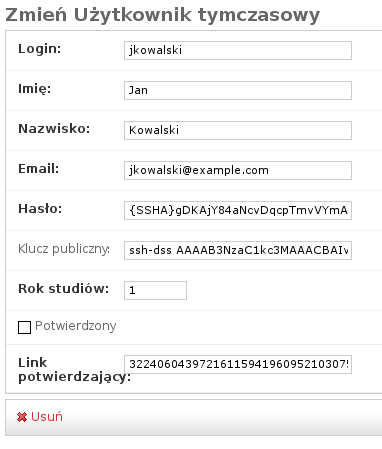 Zmień Użytkownik tymczasowy
Login: jkowalski
Imię: Jan
Nazwisko: Kowalski
Email: jkowalski@example.com
Hasło: {SSHA}gDKAjY84aNcvDqcpTmvVYmA
Klucz publiczny: ssh-dss AAAAB3NzaC1kc3MAAACBAIv
Rok studiów: 1
Potwierdzony
Link potwierdzający: 32240604397216115941960952103075
Usuń